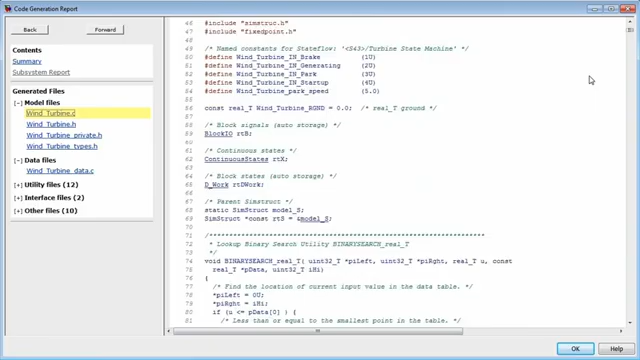 Code Generation Report
Back
Forward
Contents
Summary
Subsystem Report
Generated Files
[-] Model files
Wind_Turbine.c
Wind_Turbine.h
Wind_Turbine_private.h
Wind_Turbine_types.h
[-] Data files
Wind_Turbine_data.c
[+] Utility files (12)
[+] Interface files (2)
[+] Other files (10)
46 #include "simstruc.h"
47 #include "fixedpoint.h"
48
49 /* Named constants for Stateflow: '<S43>/Turbine State Machine' */
50 #define Wind_Turbine_IN_Brake (1U)
51 #define Wind_Turbine_IN_Generating (2U)
52 #define Wind_Turbine_IN_Park (3U)
53 #define Wind_Turbine_IN_Startup (4U)
54 #define Wind_Turbine_park_speed (5.0)
55
56 const real_T Wind_Turbine_RGND = 0.0; /* real_T ground */
57
58 /* Block signals (auto storage) */
59 BlockIO rtB;
60
61 /* Continuous states */
62 ContinuousStates rtX;
63
64 /* Block states (auto storage) */
65 D_Work rtDWork;
66
67 /* Parent Simstruct */
68 static SimStruct model_S;
69 SimStruct *const rtS = &model_S;
70
71 /*******************************************************
72 * Lookup Binary Search Utility BINARYSEARCH_real_T
73 */
74 void BINARYSEARCH_real_T( uint32_T *piLeft, uint32_T *piRght, real_T u, const
75 real_T *pData, uint32_T iHi)
76 {
77 /* Find the location of current input value in the data table. */
78 *piLeft = 0U;
79 *piRght = iHi;
80 if (u <= pData[0] ) {
81 /* Less than or equal to the smallest point in the table. */
OK
Help